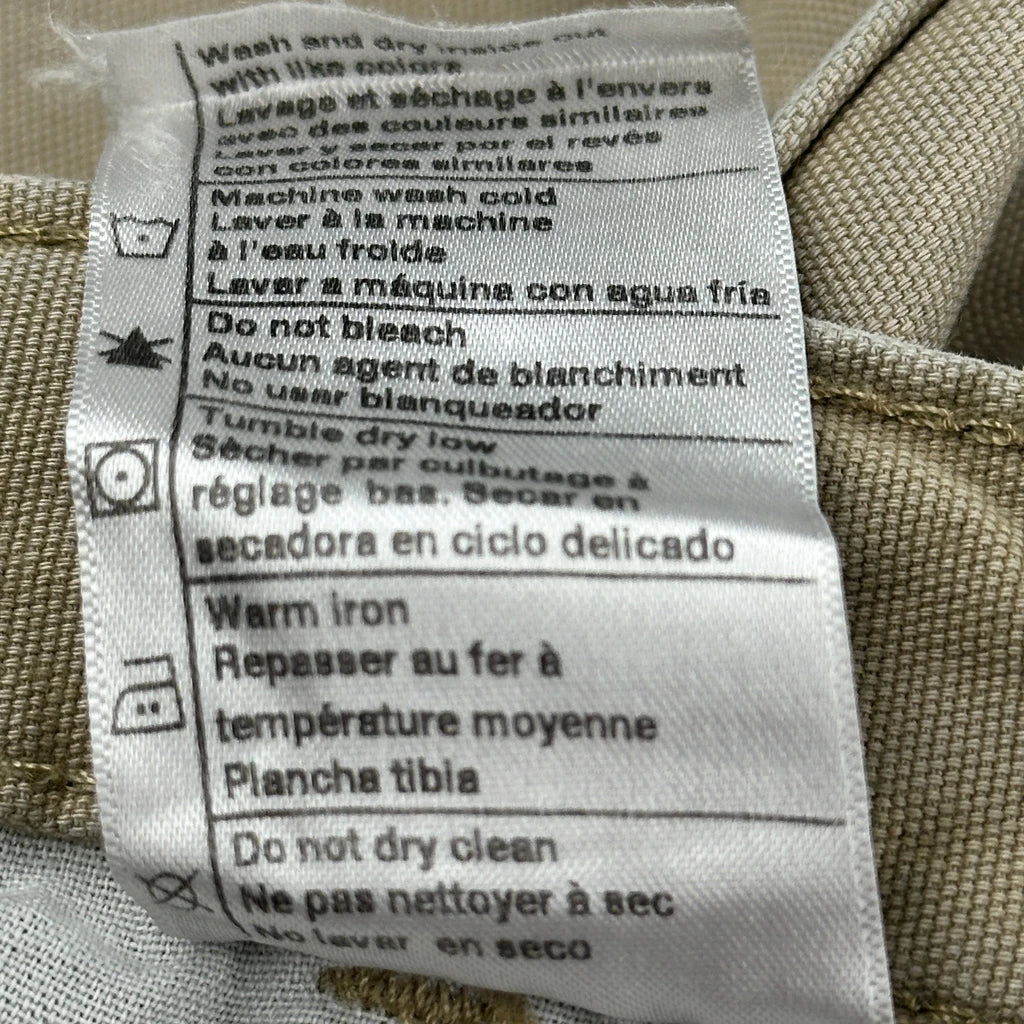 Wash and dry inside out
with like colors
Lavage et séchage à l'envers
avec des couleurs similaires
Lavar y secar por el revés
con colores similares
Machine wash cold
Laver à la machine
à l'eau froide
Lavar a máquina con agua fría
Do not bleach
Aucun agent de blanchiment
No usar blanqueador
Tumble dry low
Sécher par culbutage à
réglage bas. Secar en
secadora en ciclo delicado
Warm iron
Repasser au fer à
température moyenne
Plancha tibia
Do not dry clean
Ne pas nettoyer à sec
No lavar en seco